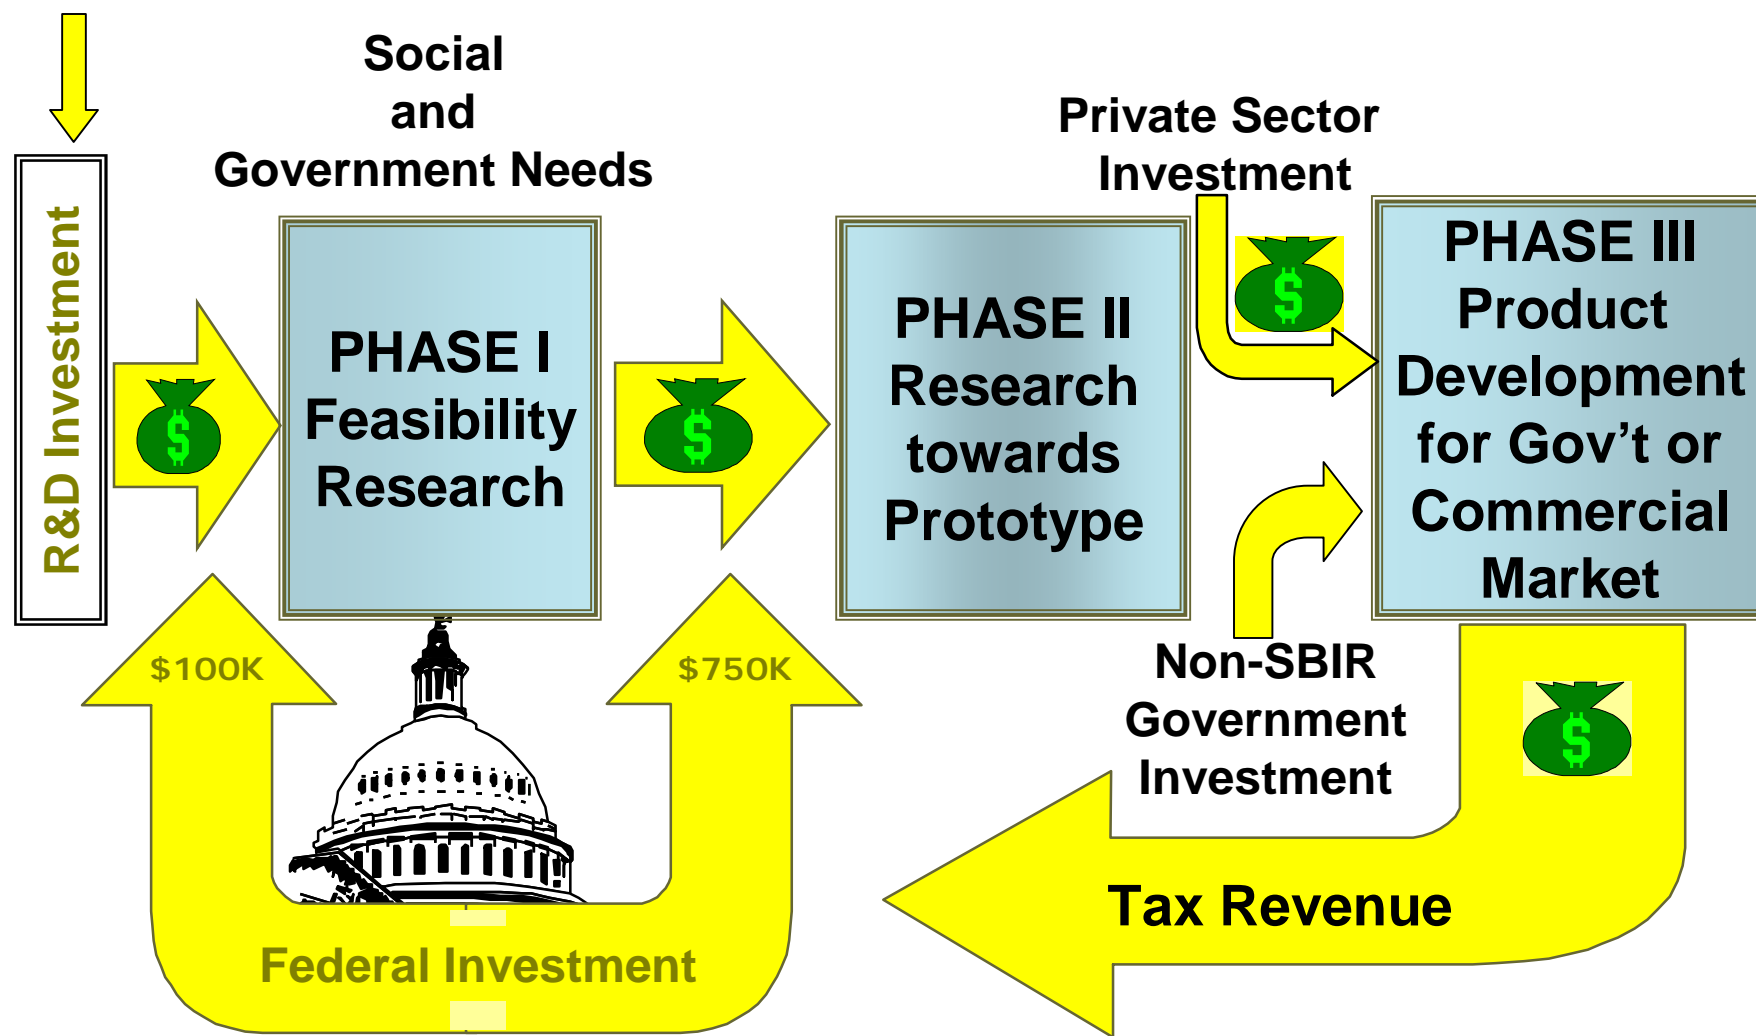 Social
and
Government Needs
Private Sector
Investment
R&D Investment
$
PHASE I
Feasibility
Research
$
PHASE II
Research
towards
Prototype
$
PHASE III
Product
Development
for Gov't or
Commercial
Market
$100K
$750K
Non-SBIR
Government
Investment
$
Tax Revenue
Federal Investment